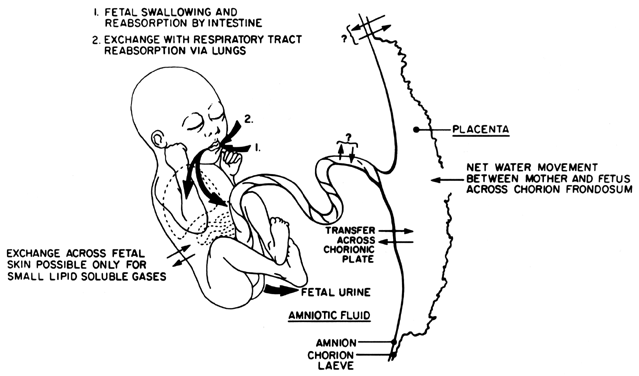 1. FETAL SWALLOWING AND
REABSORPTION BY INTESTINE
2. EXCHANGE WITH RESPIRATORY TRACT
REABSORPTION VIA LUNGS
?
2.
1.
?
PLACENTA
NET WATER MOVEMENT
BETWEEN MOTHER AND FETUS
ACROSS CHORION FRONDOSUM
TRANSFER
ACROSS
CHORIONIC
PLATE
EXCHANGE ACROSS FETAL
SKIN POSSIBLE ONLY FOR
SMALL LIPID SOLUBLE GASES
FETAL URINE
AMNIOTIC FLUID
AMNION
CHORION
LAEVE